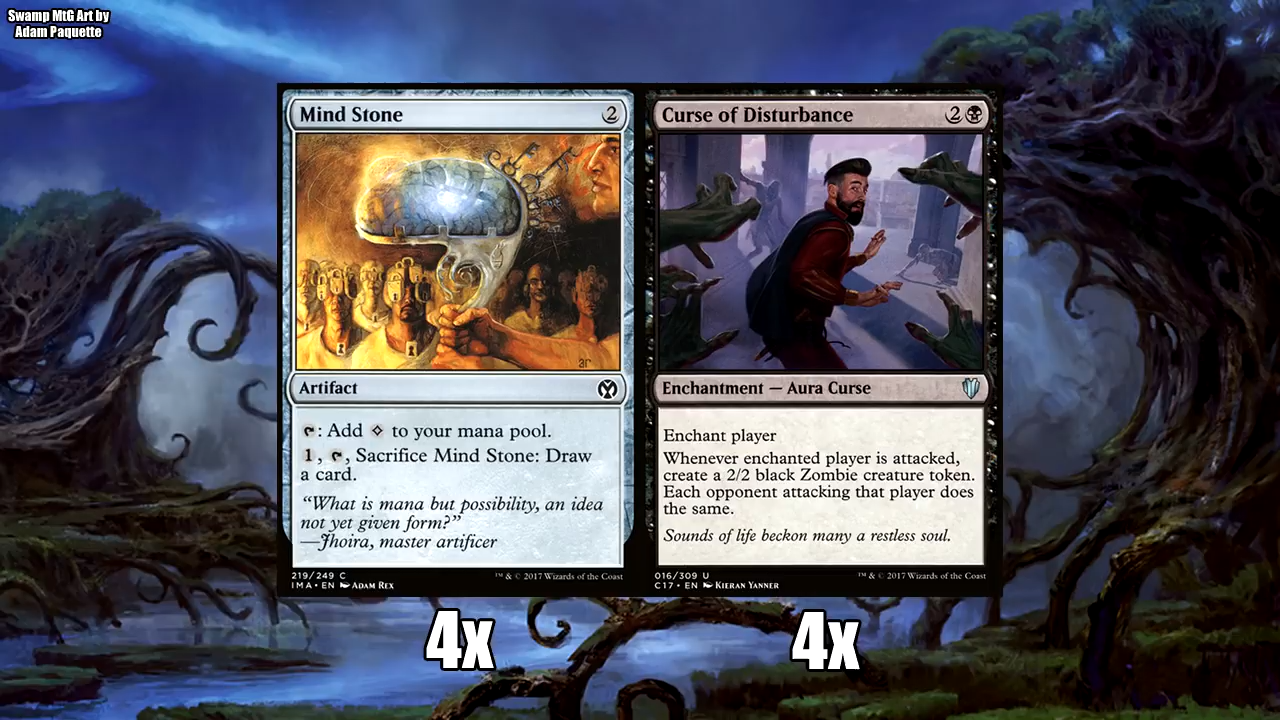 Swamp MtG Art by
Adam Paquette
Mind Stone 2
Artifact
: Add to your mana pool.
1, , Sacrifice Mind Stone: Draw
a card.
“What is mana but possibility, an idea
not yet given form?”
—Jhoira, master artificer
219/249 C
IMA • EN ADAM REX
™ & © 2017 Wizards of the Coast
ar
Curse of Disturbance 2
Enchantment — Aura Curse
Enchant player
Whenever enchanted player is attacked,
create a 2/2 black Zombie creature token.
Each opponent attacking that player does
the same.
Sounds of life beckon many a restless soul.
016/309 U
C17 • EN KIERAN YANNER
™ & © 2017 Wizards of the Coast
4x
4x